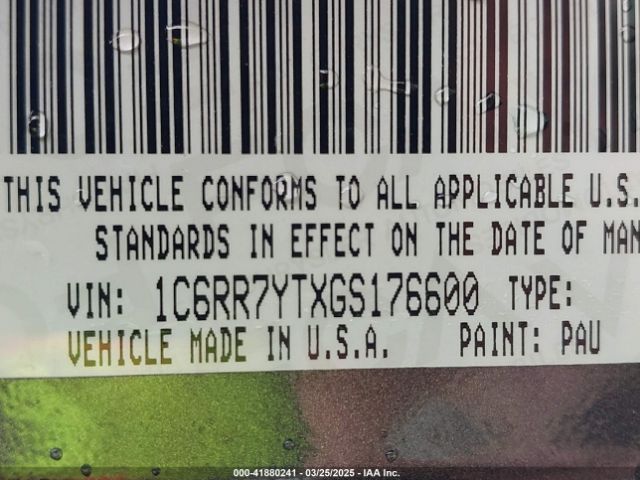 THIS VEHICLE CONFORMS TO ALL APPLICABLE U.S.
STANDARDS IN EFFECT ON THE DATE OF MAN
VIN: 1C6RR7YTXGS176600 TYPE:
VEHICLE MADE IN U.S.A. PAINT: PAU
000-41880241 - 03/25/2025 - IAA Inc.